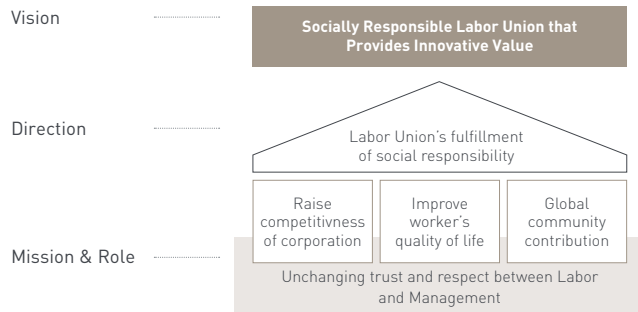 Vision
Socially Responsible Labor Union that
Provides Innovative Value
Direction
Labor Union's fulfillment
of social responsibility
Raise
competitivness
of corporation
Improve
worker's
quality of life
Global
community
contribution
Mission & Role
Unchanging trust and respect between Labor
and Management